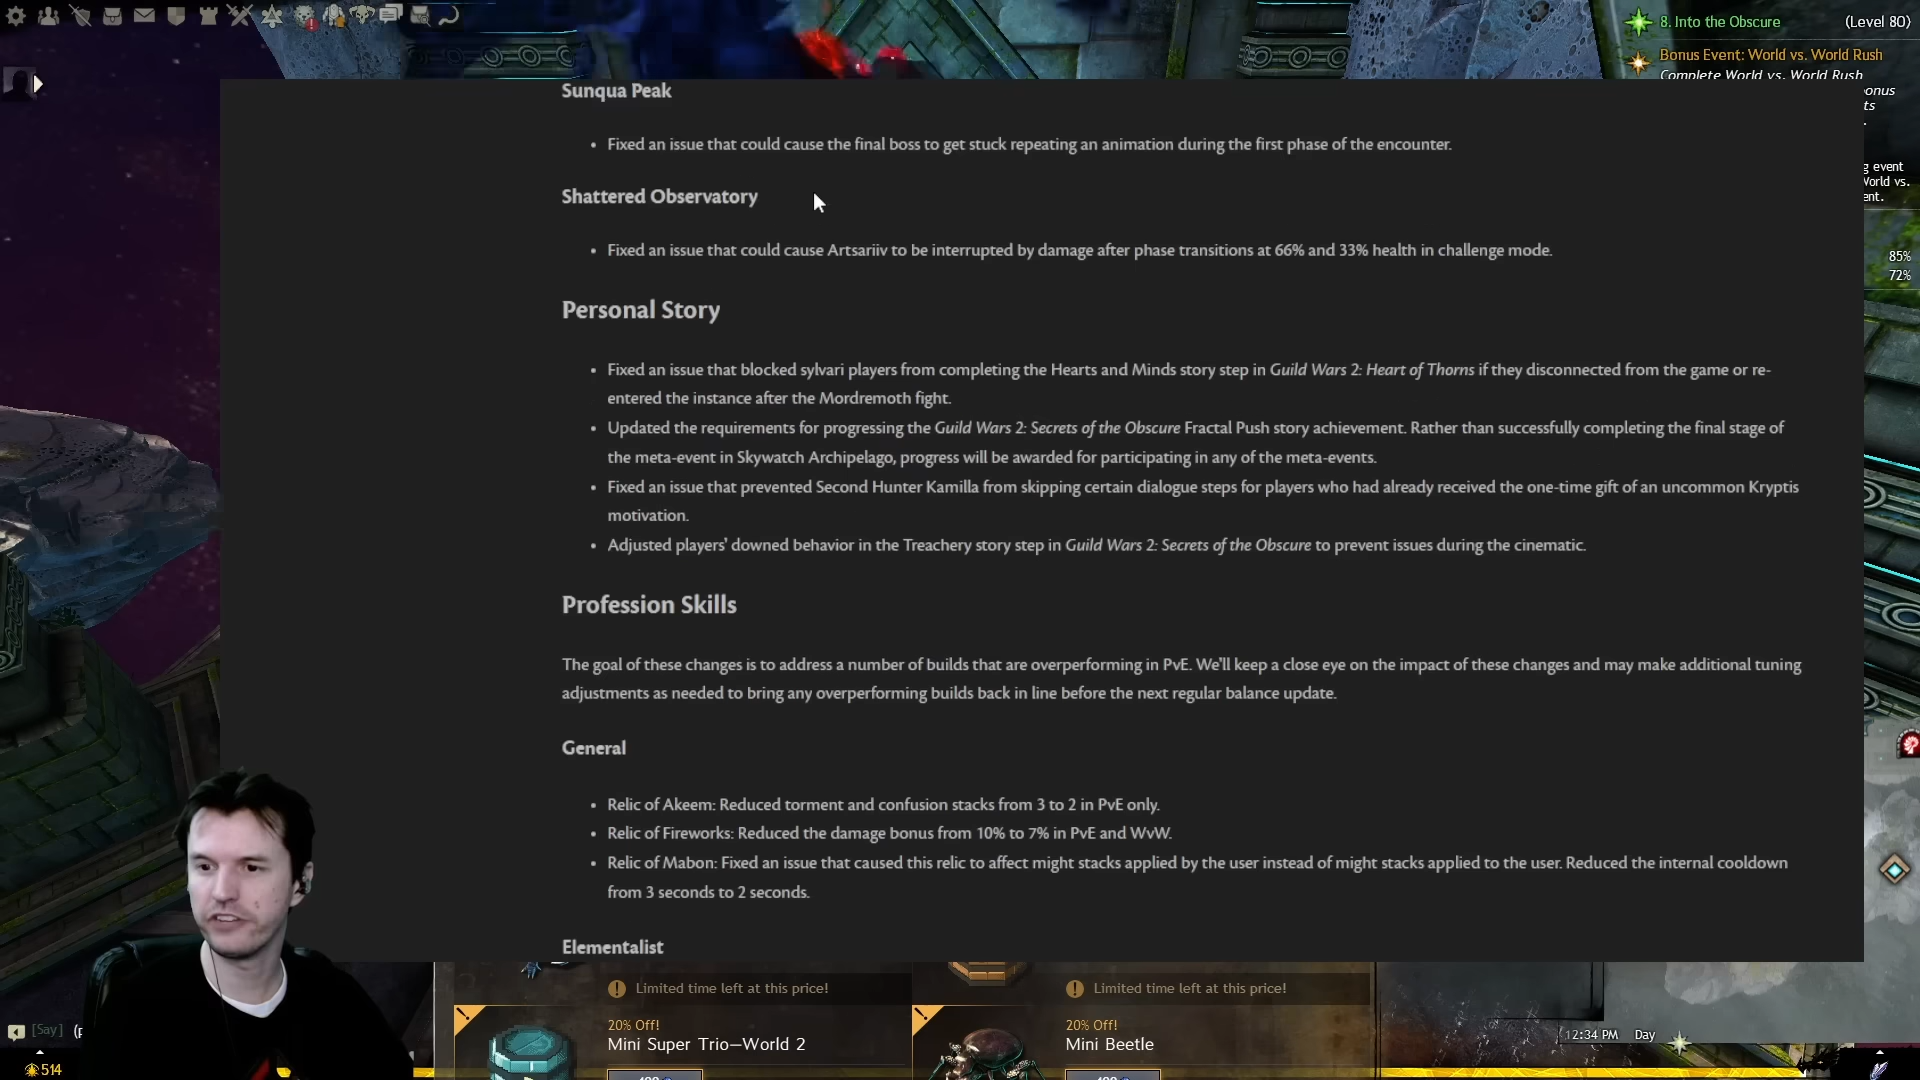 8. Into the Obscure (Level 80)
Bonus Event: World vs. World Rush
Complete World vs. World Rush
onus
ts
g event
World vs.
ent.
85%
72%
Sunqua Peak
• Fixed an issue that could cause the final boss to get stuck repeating an animation during the first phase of the encounter.
Shattered Observatory
• Fixed an issue that could cause Artsariiv to be interrupted by damage after phase transitions at 66% and 33% health in challenge mode.
Personal Story
• Fixed an issue that blocked sylvari players from completing the Hearts and Minds story step in Guild Wars 2: Heart of Thorns if they disconnected from the game or re-
entered the instance after the Mordremoth fight.
• Updated the requirements for progressing the Guild Wars 2: Secrets of the Obscure Fractal Push story achievement. Rather than successfully completing the final stage of
the meta-event in Skywatch Archipelago, progress will be awarded for participating in any of the meta-events.
• Fixed an issue that prevented Second Hunter Kamilla from skipping certain dialogue steps for players who had already received the one-time gift of an uncommon Kryptis
motivation.
• Adjusted players' downed behavior in the Treachery story step in Guild Wars 2: Secrets of the Obscure to prevent issues during the cinematic.
Profession Skills
The goal of these changes is to address a number of builds that are overperforming in PvE. We'll keep a close eye on the impact of these changes and may make additional tuning
adjustments as needed to bring any overperforming builds back in line before the next regular balance update.
General
• Relic of Akeem: Reduced torment and confusion stacks from 3 to 2 in PvE only.
• Relic of Fireworks: Reduced the damage bonus from 10% to 7% in PvE and WvW.
• Relic of Mabon: Fixed an issue that caused this relic to affect might stacks applied by the user instead of might stacks applied to the user. Reduced the internal cooldown
from 3 seconds to 2 seconds.
Elementalist
Limited time left at this price! Limited time left at this price!
20% Off! 20% Off!
Mini Super Trio—World 2 Mini Beetle
[Say]
12:34 PM Day
514